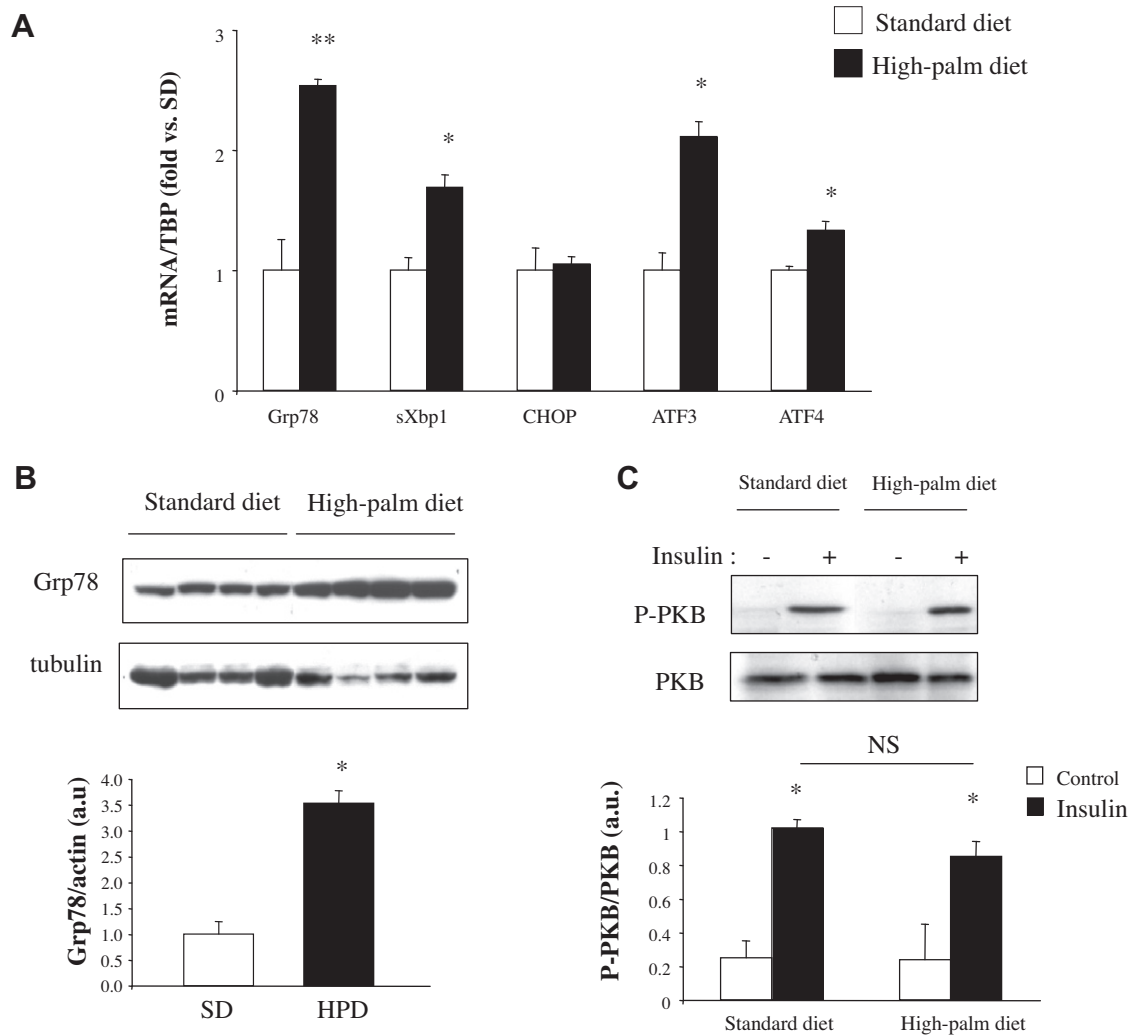 A
Standard diet
High-palm diet
mRNA/TBP (fold vs. SD)
3
2
1
0
**
*
*
*
Grp78 sXbp1 CHOP ATF3 ATF4
B
Standard diet High-palm diet
Grp78
tubulin
Grp78/actin (a.u)
4.0
3.5
3.0
2.5
2.0
1.5
1.0
0.5
0.0
*
SD HPD
C
Standard diet High-palm diet
Insulin : - + - +
P-PKB
PKB
NS
Control
Insulin
P-PKB/PKB (a.u.)
1.2
1
0.8
0.6
0.4
0.2
0
*
*
Standard diet High-palm diet